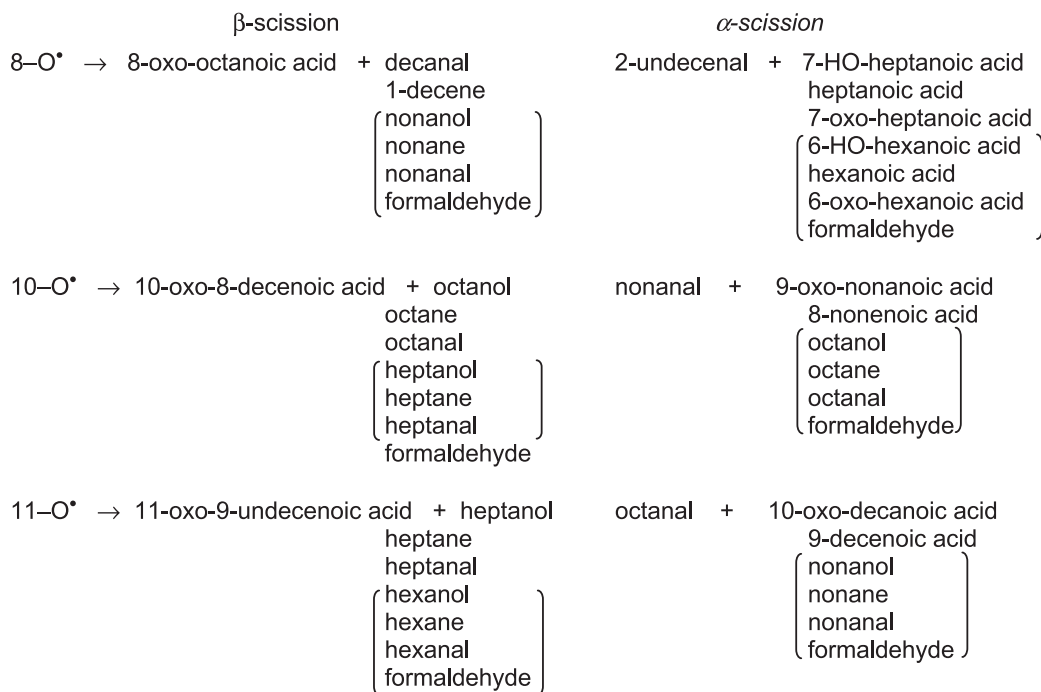 β-scission α-scission
8–O• → 8-oxo-octanoic acid + decanal 2-undecenal + 7-HO-heptanoic acid
1-decene heptanoic acid
nonanol 7-oxo-heptanoic acid
nonane 6-HO-hexanoic acid
nonanal hexanoic acid
formaldehyde 6-oxo-hexanoic acid
formaldehyde
10–O• → 10-oxo-8-decenoic acid + octanol nonanal + 9-oxo-nonanoic acid
octane 8-nonenoic acid
octanal octanol
heptanol octane
heptane octanal
heptanal formaldehyde
formaldehyde
11–O• → 11-oxo-9-undecenoic acid + heptanol octanal + 10-oxo-decanoic acid
heptane 9-decenoic acid
heptanal nonanol
hexanol nonane
hexane nonanal
hexanal formaldehyde
formaldehyde